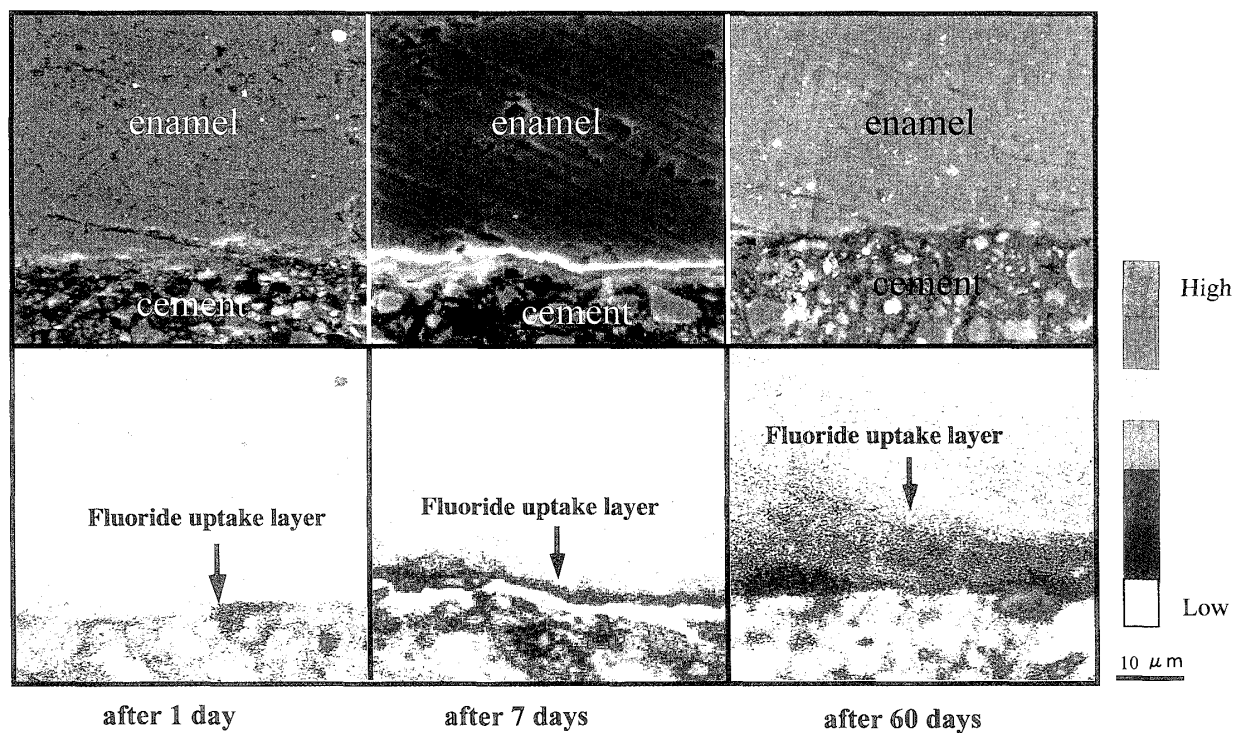 enamel
enamel
enamel
cement
cement
cement
High
Fluoride uptake layer
Fluoride uptake layer
Fluoride uptake layer
Low
10 μm
after 1 day
after 7 days
after 60 days